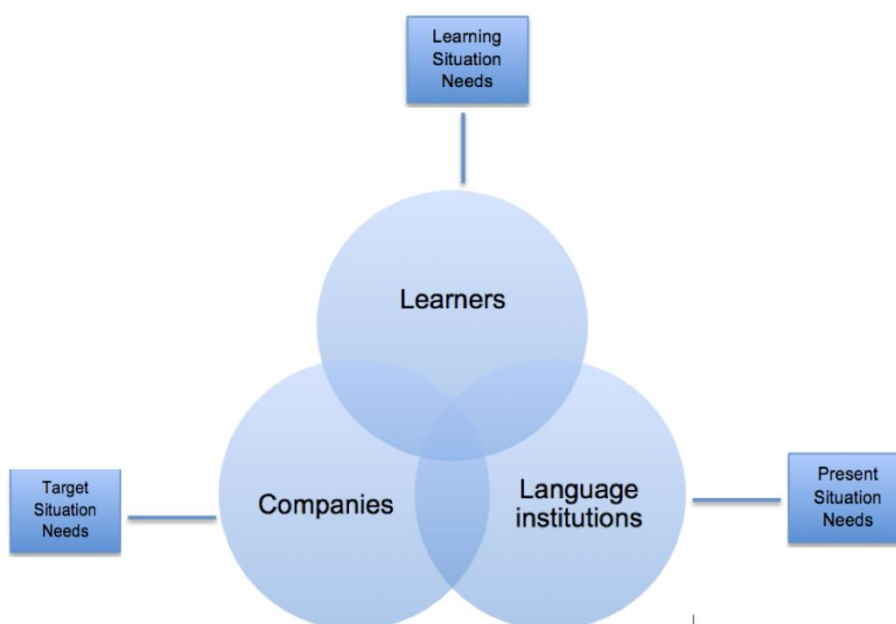 Learning
Situation
Needs
Learners
Companies
Language
institutions
Target
Situation
Needs
Present
Situation
Needs